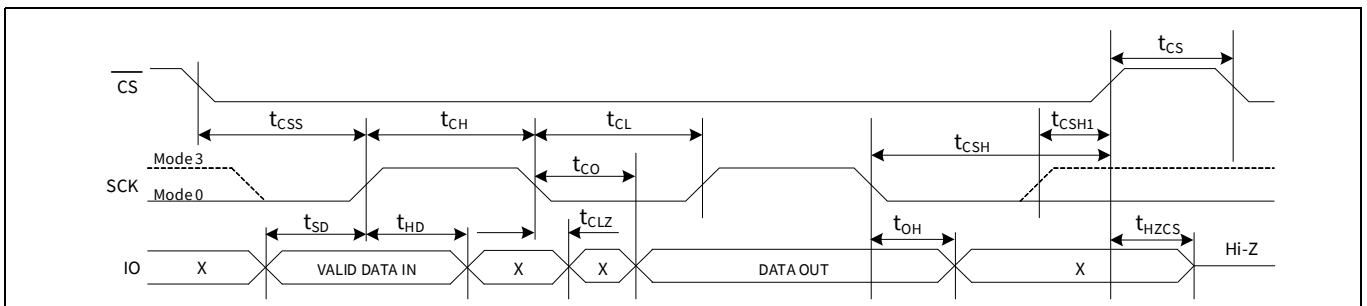 t_CS
CS
t_CSS t_CH t_CL t_CSH1
t_CSH
Mode 3
t_CO
SCK
Mode 0
t_SD t_HD t_CLZ t_OH t_HZCS
IO X VALID DATA IN X X DATA OUT X Hi-Z